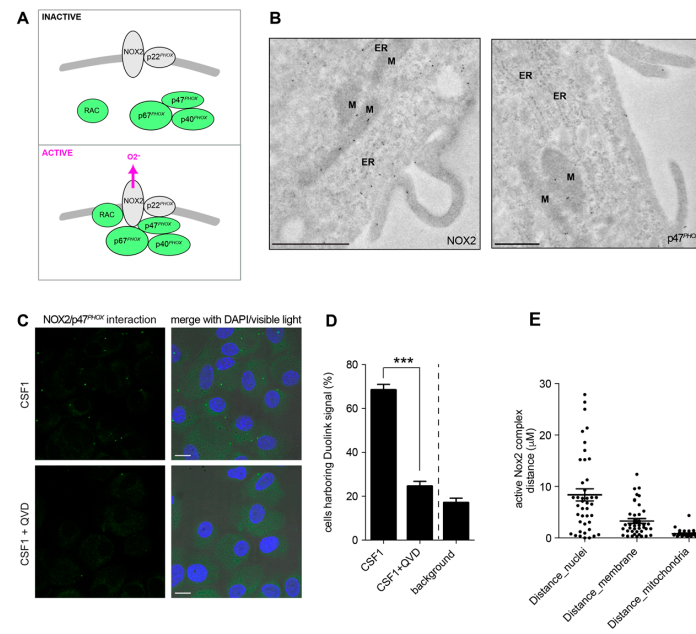 A
INACTIVE
NOX2
p22PHOX
RAC
p47PHOX
p67PHOX
p40PHOX
ACTIVE
O2-
NOX2
p22PHOX
RAC
p47PHOX
p67PHOX
p40PHOX
B
ER
M
M
M
ER
NOX2
ER
ER
M
M
p47PHOX
C
NOX2/p47PHOX interaction
merge with DAPI/visible light
CSF1
CSF1 + QVD
D
cells harboring Duolink signal (%)
80
60
40
20
0
***
CSF1
CSF1+QVD
background
E
active Nox2 complex
distance (µM)
30
20
10
0
Distance_nuclei
Distance_membrane
Distance_mitochondria